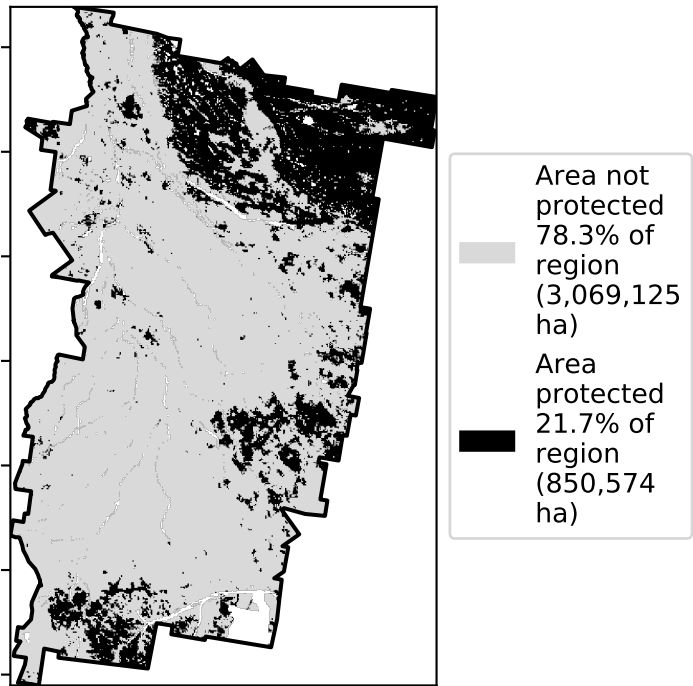 Area not
protected
78.3% of
region
(3,069,125
ha)
Area
protected
21.7% of
region
(850,574
ha)